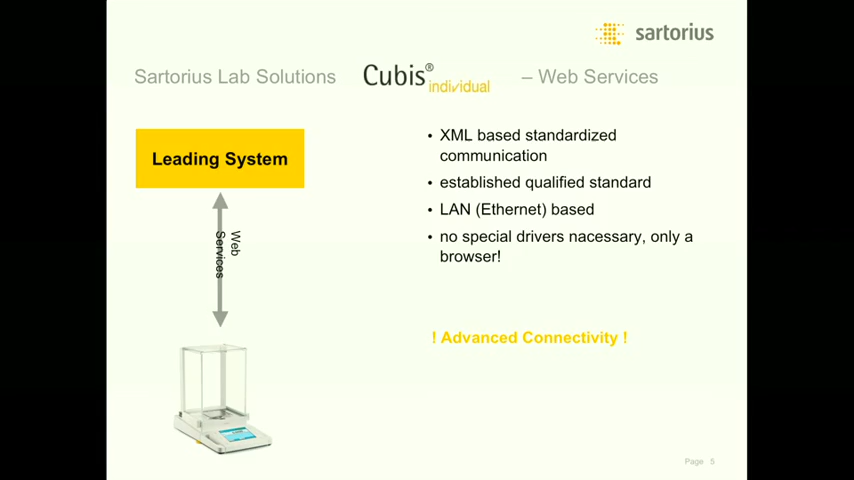 sartorius
Sartorius Lab Solutions Cubis® individual – Web Services
Leading System
Web
Services
• XML based standardized
communication
• established qualified standard
• LAN (Ethernet) based
• no special drivers nacessary, only a
browser!
! Advanced Connectivity !
Page 5